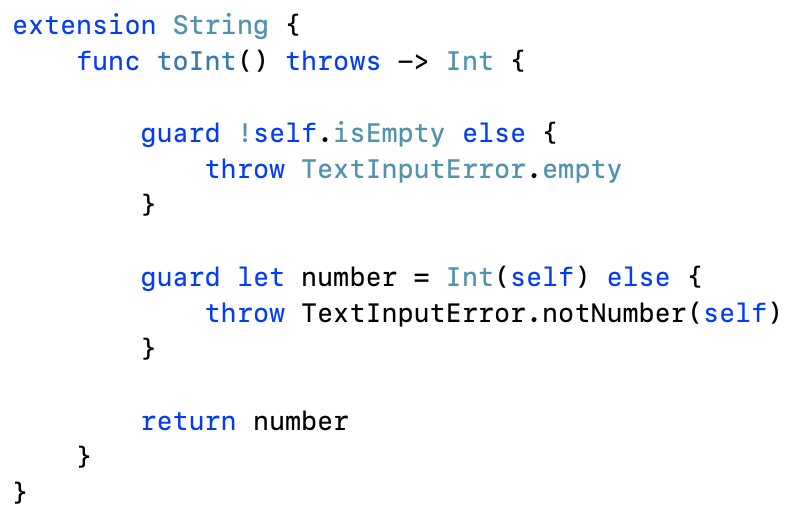 extension String {
    func toInt() throws -> Int {

        guard !self.isEmpty else {
            throw TextInputError.empty
        }

        guard let number = Int(self) else {
            throw TextInputError.notNumber(self)
        }

        return number
    }
}